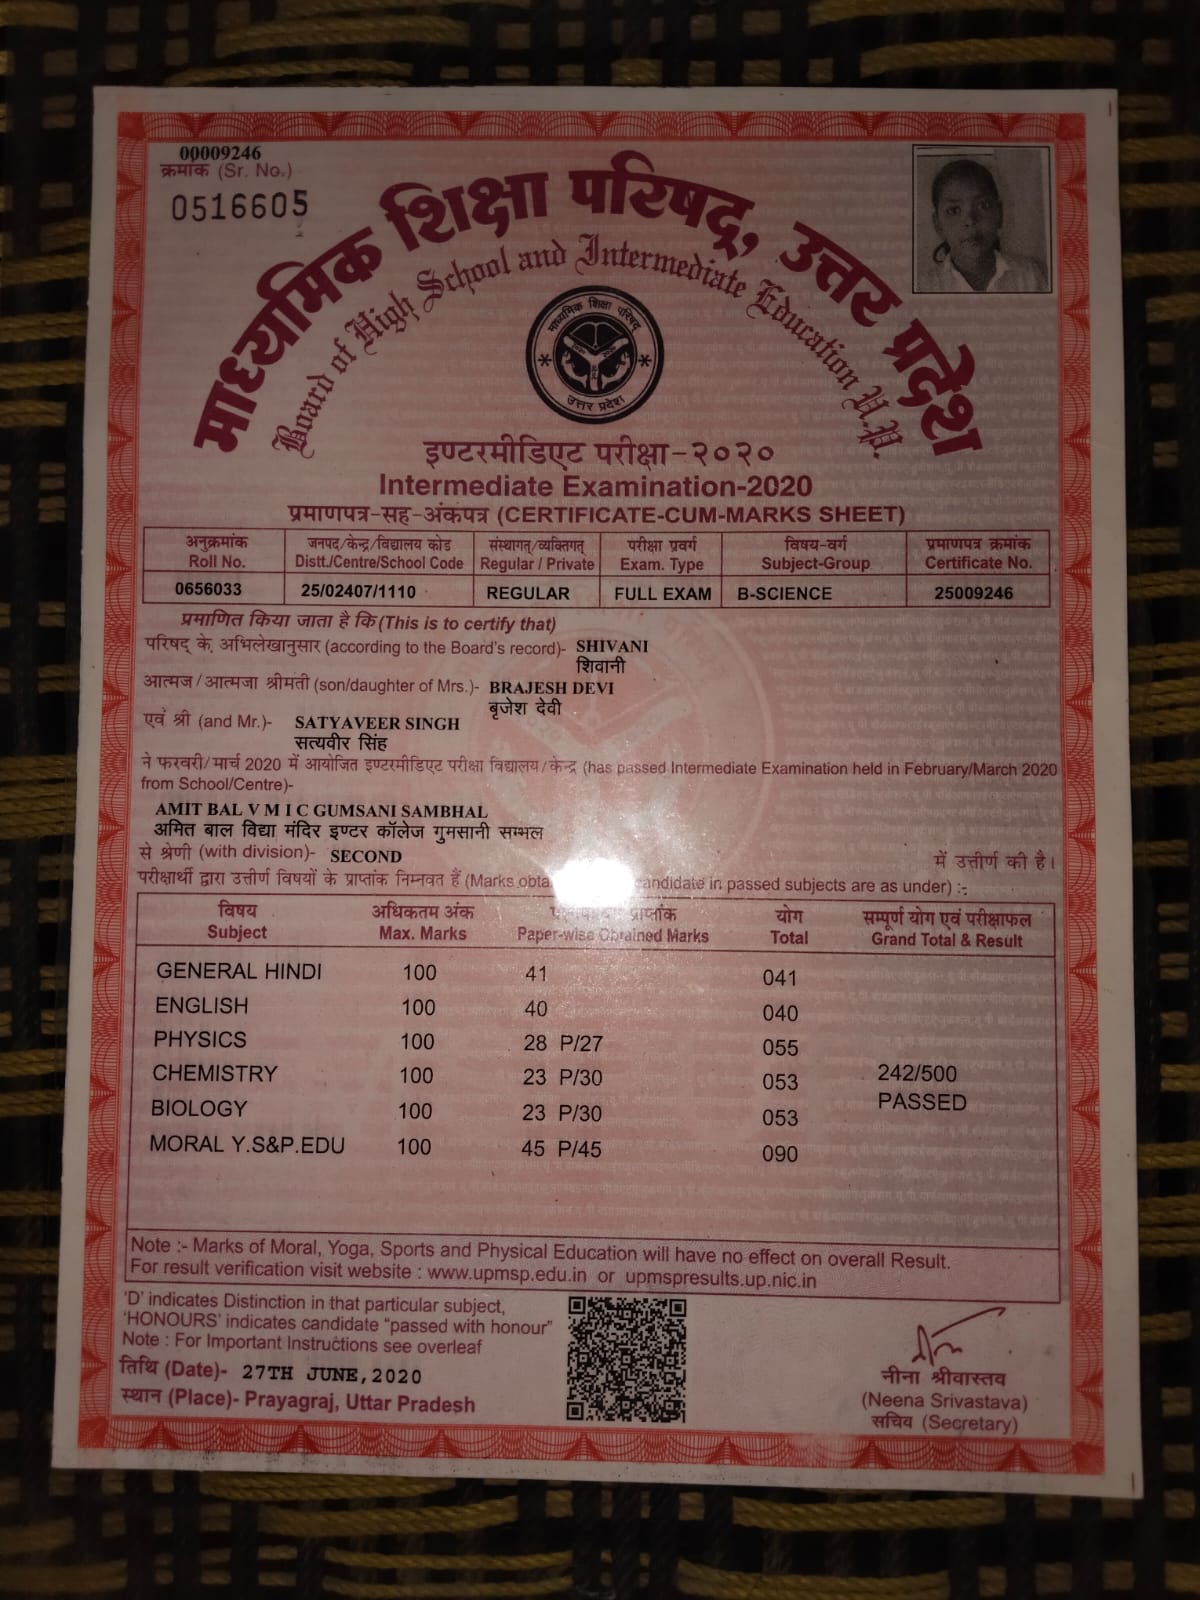 00009246
क्रमांक (Sr. No.)
0516605
माध्यमिक शिक्षा परिषद्, उत्तर प्रदेश
Board of High School and Intermediate Education U.P.
माध्यमिक शिक्षा परिषद्
उत्तर प्रदेश
इण्टरमीडिएट परीक्षा-२०२०
Intermediate Examination-2020
प्रमाणपत्र-सह-अंकपत्र (CERTIFICATE-CUM-MARKS SHEET)
अनुक्रमांक जनपद/केन्द्र/विद्यालय कोड संस्थागत्/व्यक्तिगत् परीक्षा प्रवर्ग विषय-वर्ग प्रमाणपत्र क्रमांक
Roll No. Distt./Centre/School Code Regular / Private Exam. Type Subject-Group Certificate No.
0656033 25/02407/1110 REGULAR FULL EXAM B-SCIENCE 25009246
प्रमाणित किया जाता है कि (This is to certify that)
परिषद् के अभिलेखानुसार (according to the Board's record)- SHIVANI
शिवानी
आत्मज/आत्मजा श्रीमती (son/daughter of Mrs.)- BRAJESH DEVI
बृजेश देवी
एवं श्री (and Mr.)- SATYAVEER SINGH
सत्यवीर सिंह
ने फरवरी/मार्च 2020 में आयोजित इण्टरमीडिएट परीक्षा विद्यालय/केन्द्र (has passed Intermediate Examination held in February/March 2020
from School/Centre)-
AMIT BAL V M I C GUMSANI SAMBHAL
अमित बाल विद्या मंदिर इण्टर कॉलेज गुमसानी सम्भल
से श्रेणी (with division)- SECOND में उत्तीर्ण की है।
परीक्षार्थी द्वारा उत्तीर्ण विषयों के प्राप्तांक निम्नवत हैं (Marks candidate in passed subjects are as under) :-
विषय अधिकतम अंक प्राप्तांक योग सम्पूर्ण योग एवं परीक्षाफल
Subject Max. Marks Paper-wise Obtained Marks Total Grand Total & Result
GENERAL HINDI 100 41 041
ENGLISH 100 40 040
PHYSICS 100 28 P/27 055
CHEMISTRY 100 23 P/30 053 242/500
BIOLOGY 100 23 P/30 053 PASSED
MORAL Y.S&P.EDU 100 45 P/45 090
Note :- Marks of Moral, Yoga, Sports and Physical Education will have no effect on overall Result.
For result verification visit website : www.upmsp.edu.in or upmspresults.up.nic.in
'D' indicates Distinction in that particular subject,
'HONOURS' indicates candidate "passed with honour"
Note : For Important Instructions see overleaf
तिथि (Date)- 27TH JUNE,2020
स्थान (Place)- Prayagraj, Uttar Pradesh
नीना श्रीवास्तव
(Neena Srivastava)
सचिव (Secretary)